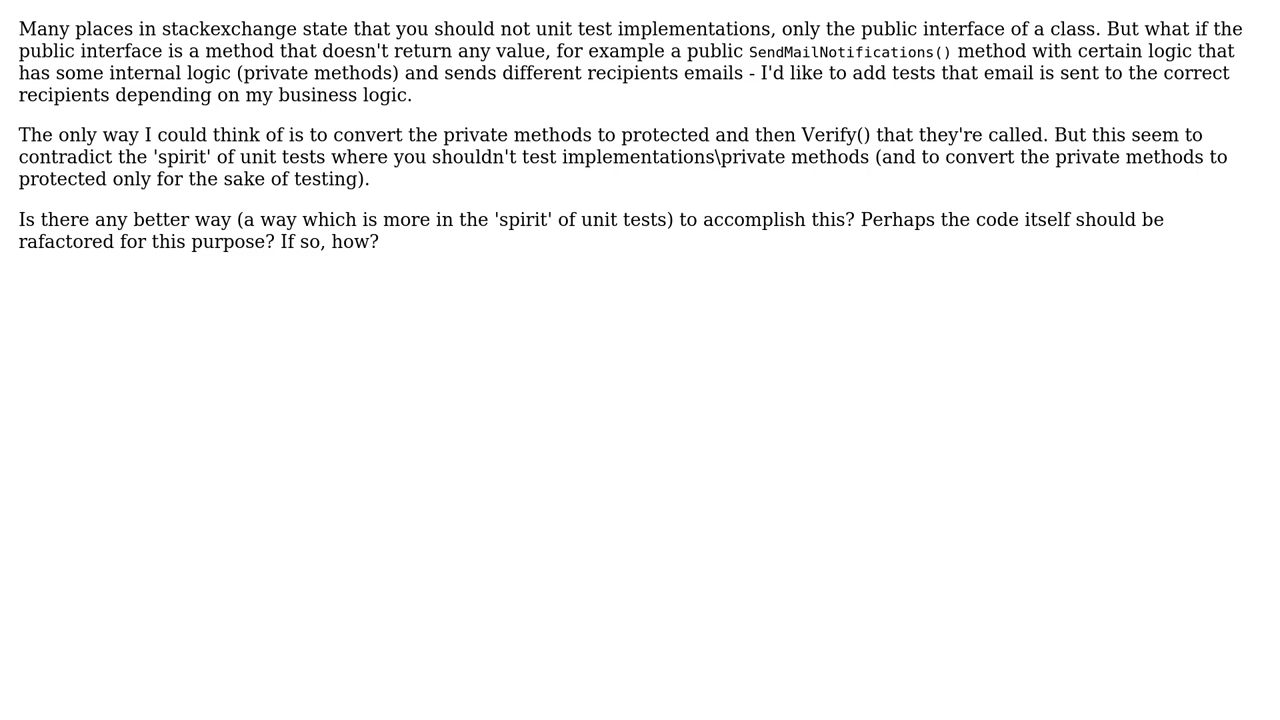 Many places in stackexchange state that you should not unit test implementations, only the public interface of a class. But what if the
public interface is a method that doesn't return any value, for example a public SendMailNotifications() method with certain logic that
has some internal logic (private methods) and sends different recipients emails - I'd like to add tests that email is sent to the correct
recipients depending on my business logic.
The only way I could think of is to convert the private methods to protected and then Verify() that they're called. But this seem to
contradict the 'spirit' of unit tests where you shouldn't test implementations\private methods (and to convert the private methods to
protected only for the sake of testing).
Is there any better way (a way which is more in the 'spirit' of unit tests) to accomplish this? Perhaps the code itself should be
rafactored for this purpose? If so, how?